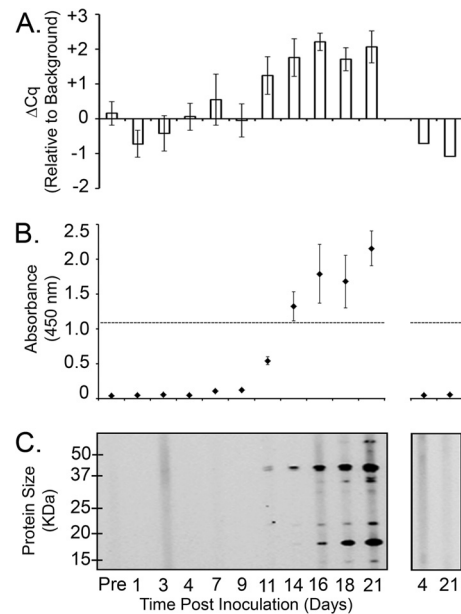 A.
ΔCq
(Relative to Background)
+3
+2
+1
0
-1
-2
B.
Absorbance
(450 nm)
2.5
2.0
1.5
1.0
0.5
0
C.
Protein Size
(KDa)
50
37
25
20
15
Pre 1 3 4 7 9 11 14 16 18 21 4 21
Time Post Inoculation (Days)